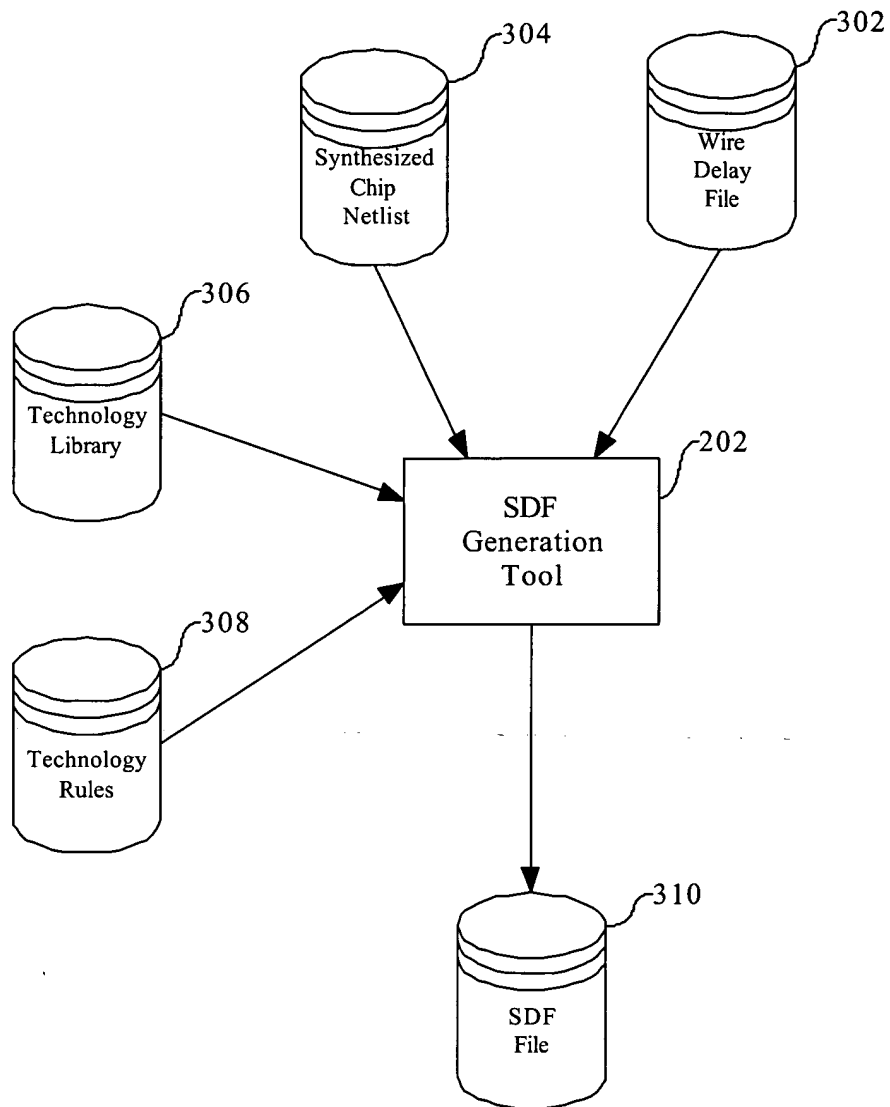 304
302
Synthesized
Chip
Netlist
Wire
Delay
File
306
Technology
Library
202
SDF
Generation
Tool
308
Technology
Rules
310
SDF
File